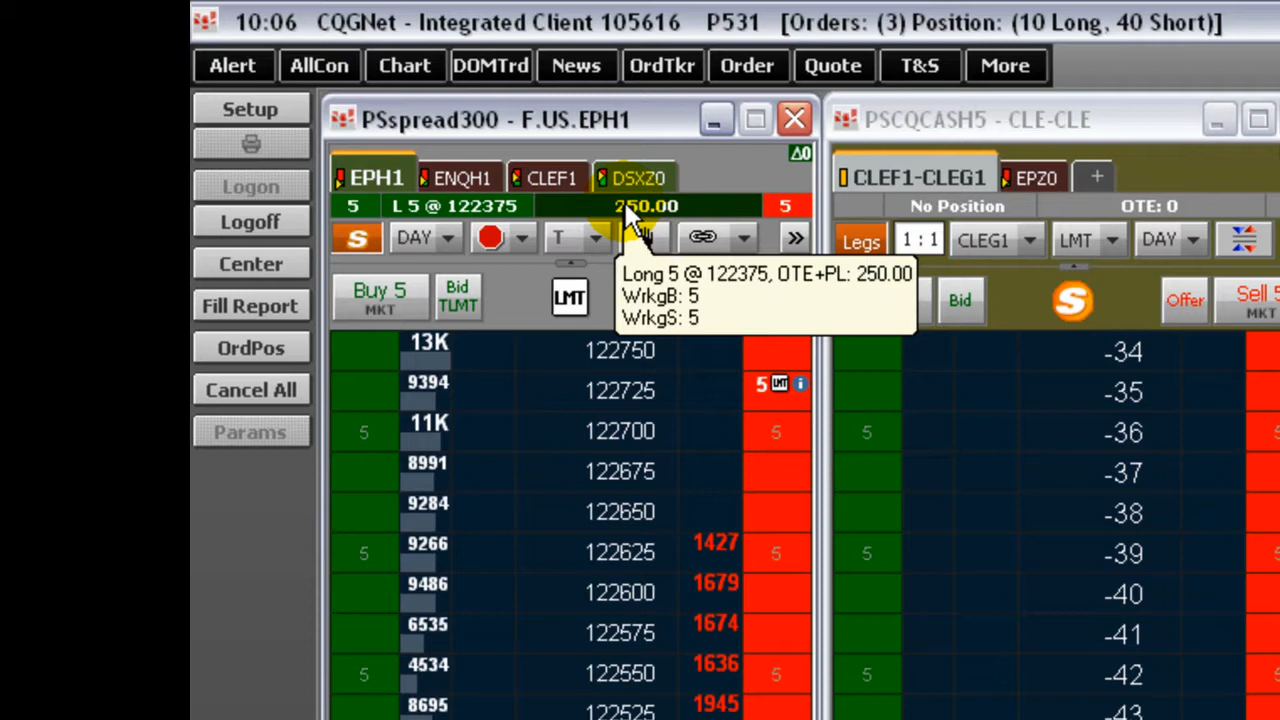 10:06 CQGNet - Integrated Client 105616 P531 [Orders: (3) Position: (10 Long, 40 Short)]
Alert AllCon Chart DOMTrd News OrdTkr Order Quote T&S More
Setup
Logon
Logoff
Center
Fill Report
OrdPos
Cancel All
Params
PSspread300 - F.US.EPH1
Δ0
EPH1 ENQH1 CLEF1 DSXZ0
5 L 5 @ 122375 250.00 5
S DAY T »
Buy 5
MKT
Bid
TLMT
LMT
Long 5 @ 122375, OTE+PL: 250.00
WrkgB: 5
WrkgS: 5
13K 122750
9394 122725 5 LMT i
5 11K 122700 5
8991 122675
9284 122650
5 9266 122625 1427 5
9486 122600 1679
6535 122575 1674
5 4534 122550 1636 5
8695 122525 1945
PSCQCASH5 - CLE-CLE
CLEF1-CLEG1 EPZ0 +
No Position OTE: 0
Legs 1 : 1 CLEG1 LMT DAY
Bid S Offer Sell 5
MKT
-34
-35
5 -36 5
-37
-38
5 -39 5
-40
-41
5 -42 5
-43